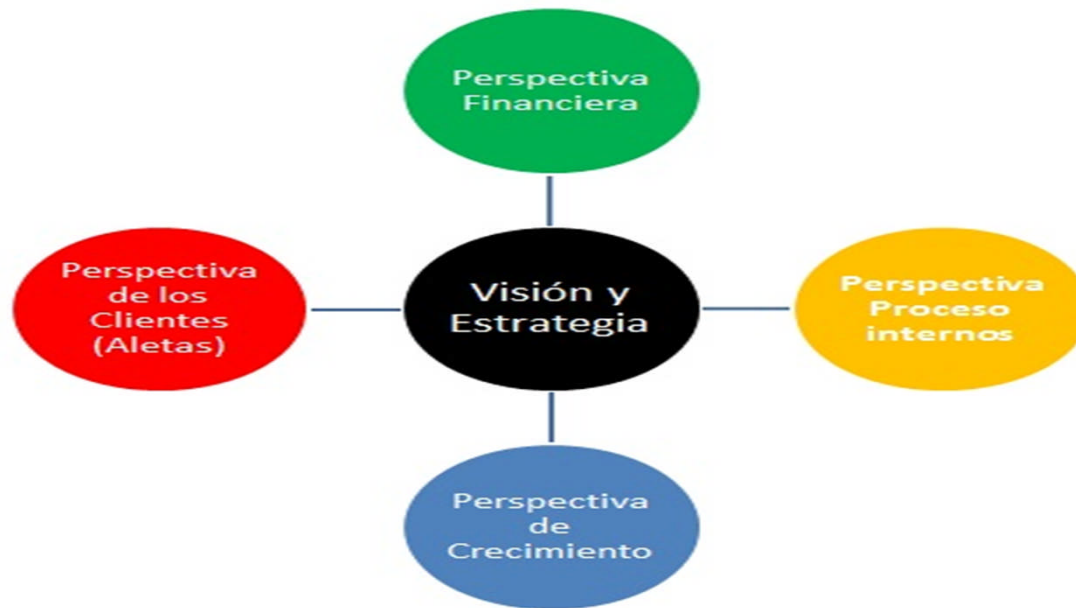 Perspectiva
Financiera
Perspectiva
de los
Clientes
(Aletas)
Visión y
Estrategia
Perspectiva
Proceso
internos
Perspectiva
de
Crecimiento